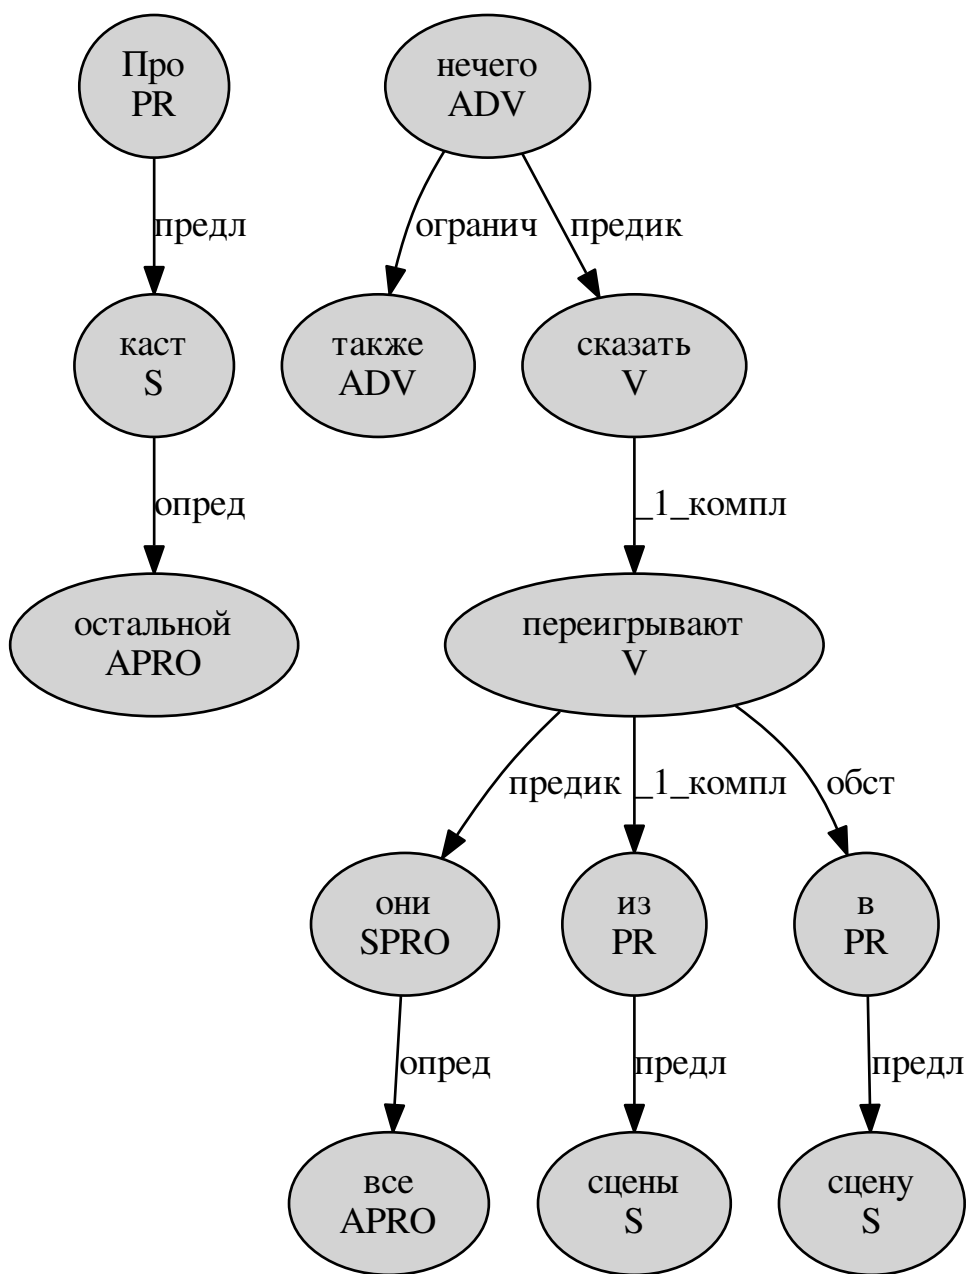 Про
PR
нечего
ADV
предл
огранич
предик
каст
S
также
ADV
сказать
V
опред
_1_компл
остальной
APRO
переигрывают
V
предик
_1_компл
обст
они
SPRO
из
PR
в
PR
опред
предл
предл
все
APRO
сцены
S
сцену
S